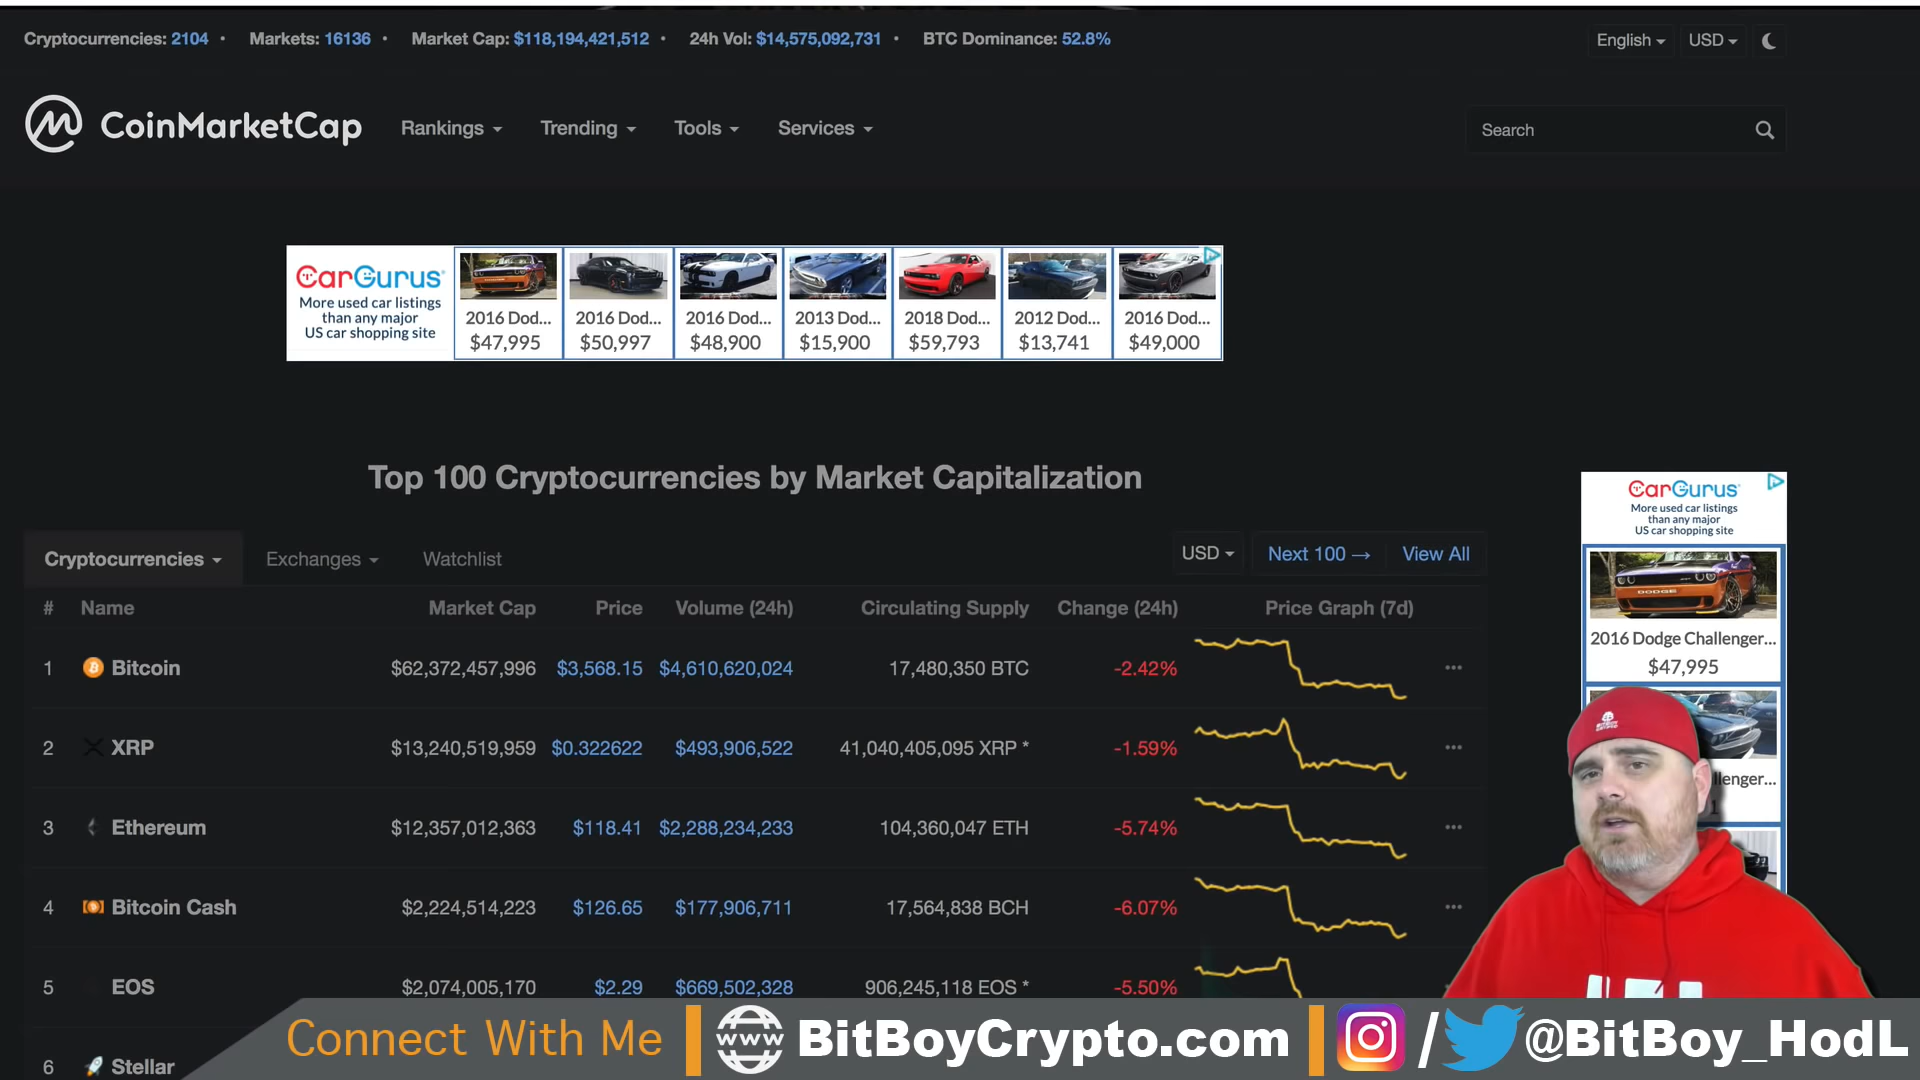 Cryptocurrencies: 2104 • Markets: 16136 • Market Cap: $118,194,421,512 • 24h Vol: $14,575,092,731 • BTC Dominance: 52.8% English USD
CoinMarketCap Rankings Trending Tools Services Search
CarGurus
More used car listings
than any major
US car shopping site
2016 Dod... 2016 Dod... 2016 Dod... 2013 Dod... 2018 Dod... 2012 Dod... 2016 Dod...
$47,995 $50,997 $48,900 $15,900 $59,793 $13,741 $49,000
Top 100 Cryptocurrencies by Market Capitalization
CarGurus
More used car listings
than any major
US car shopping site
DODGE
2016 Dodge Challenger...
$47,995
llenger...
1
Cryptocurrencies Exchanges Watchlist USD Next 100 → View All
# Name Market Cap Price Volume (24h) Circulating Supply Change (24h) Price Graph (7d)
1 Bitcoin $62,372,457,996 $3,568.15 $4,610,620,024 17,480,350 BTC -2.42%
2 XRP $13,240,519,959 $0.322622 $493,906,522 41,040,405,095 XRP * -1.59%
3 Ethereum $12,357,012,363 $118.41 $2,288,234,233 104,360,047 ETH -5.74%
4 Bitcoin Cash $2,224,514,223 $126.65 $177,906,711 17,564,838 BCH -6.07%
5 EOS $2,074,005,170 $2.29 $669,502,328 906,245,118 EOS * -5.50%
6 Stellar
BITBOY
CRYPTO
Connect With Me www BitBoyCrypto.com / @BitBoy_HodL